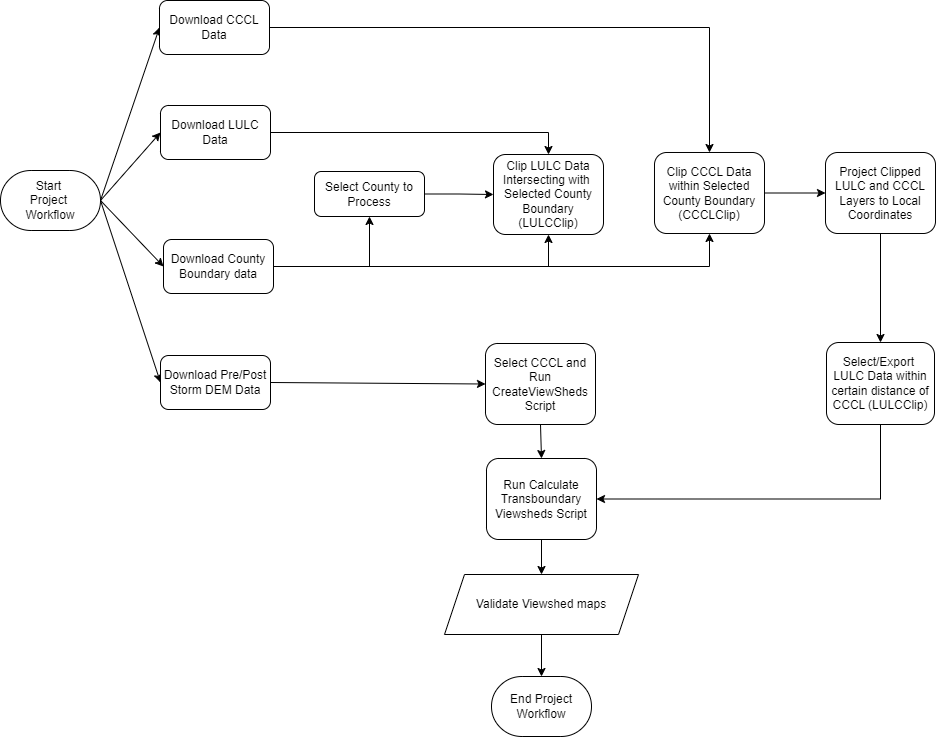 Download CCCL
Data
Download LULC
Data
Start
Project
Workflow
Select County to
Process
Clip LULC Data
Intersecting with
Selected County
Boundary
(LULCClip)
Clip CCCL Data
within Selected
County Boundary
(CCCLClip)
Project Clipped
LULC and CCCL
Layers to Local
Coordinates
Download County
Boundary data
Download Pre/Post
Storm DEM Data
Select CCCL and
Run
CreateViewSheds
Script
Select/Export
LULC Data within
certain distance of
CCCL (LULCClip)
Run Calculate
Transboundary
Viewsheds Script
Validate Viewshed maps
End Project
Workflow